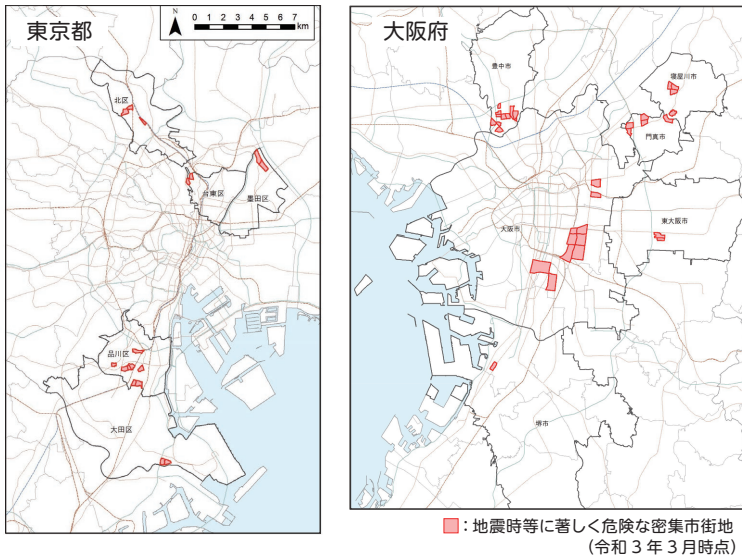 東京都
N
0 1 2 3 4 5 6 7
km
北区
台東区
墨田区
品川区
大田区
大阪府
豊中市
寝屋川市
門真市
大阪市
東大阪市
堺市
：地震時等に著しく危険な密集市街地
(令和3年3月時点)